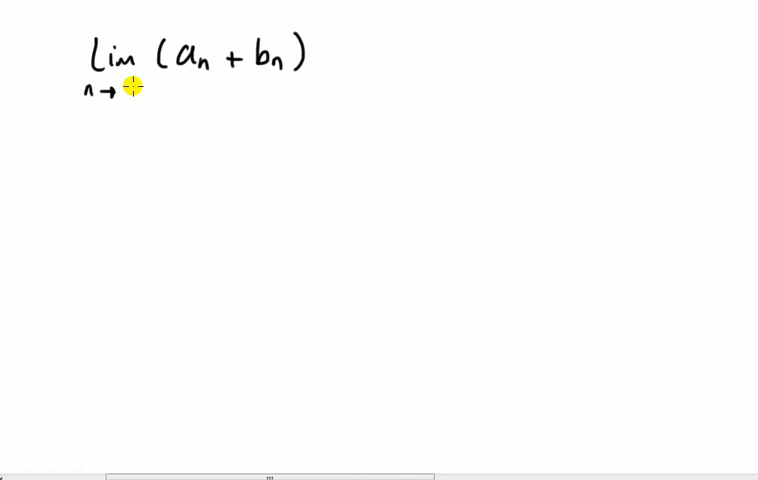 lim (aₙ + bₙ)
n →